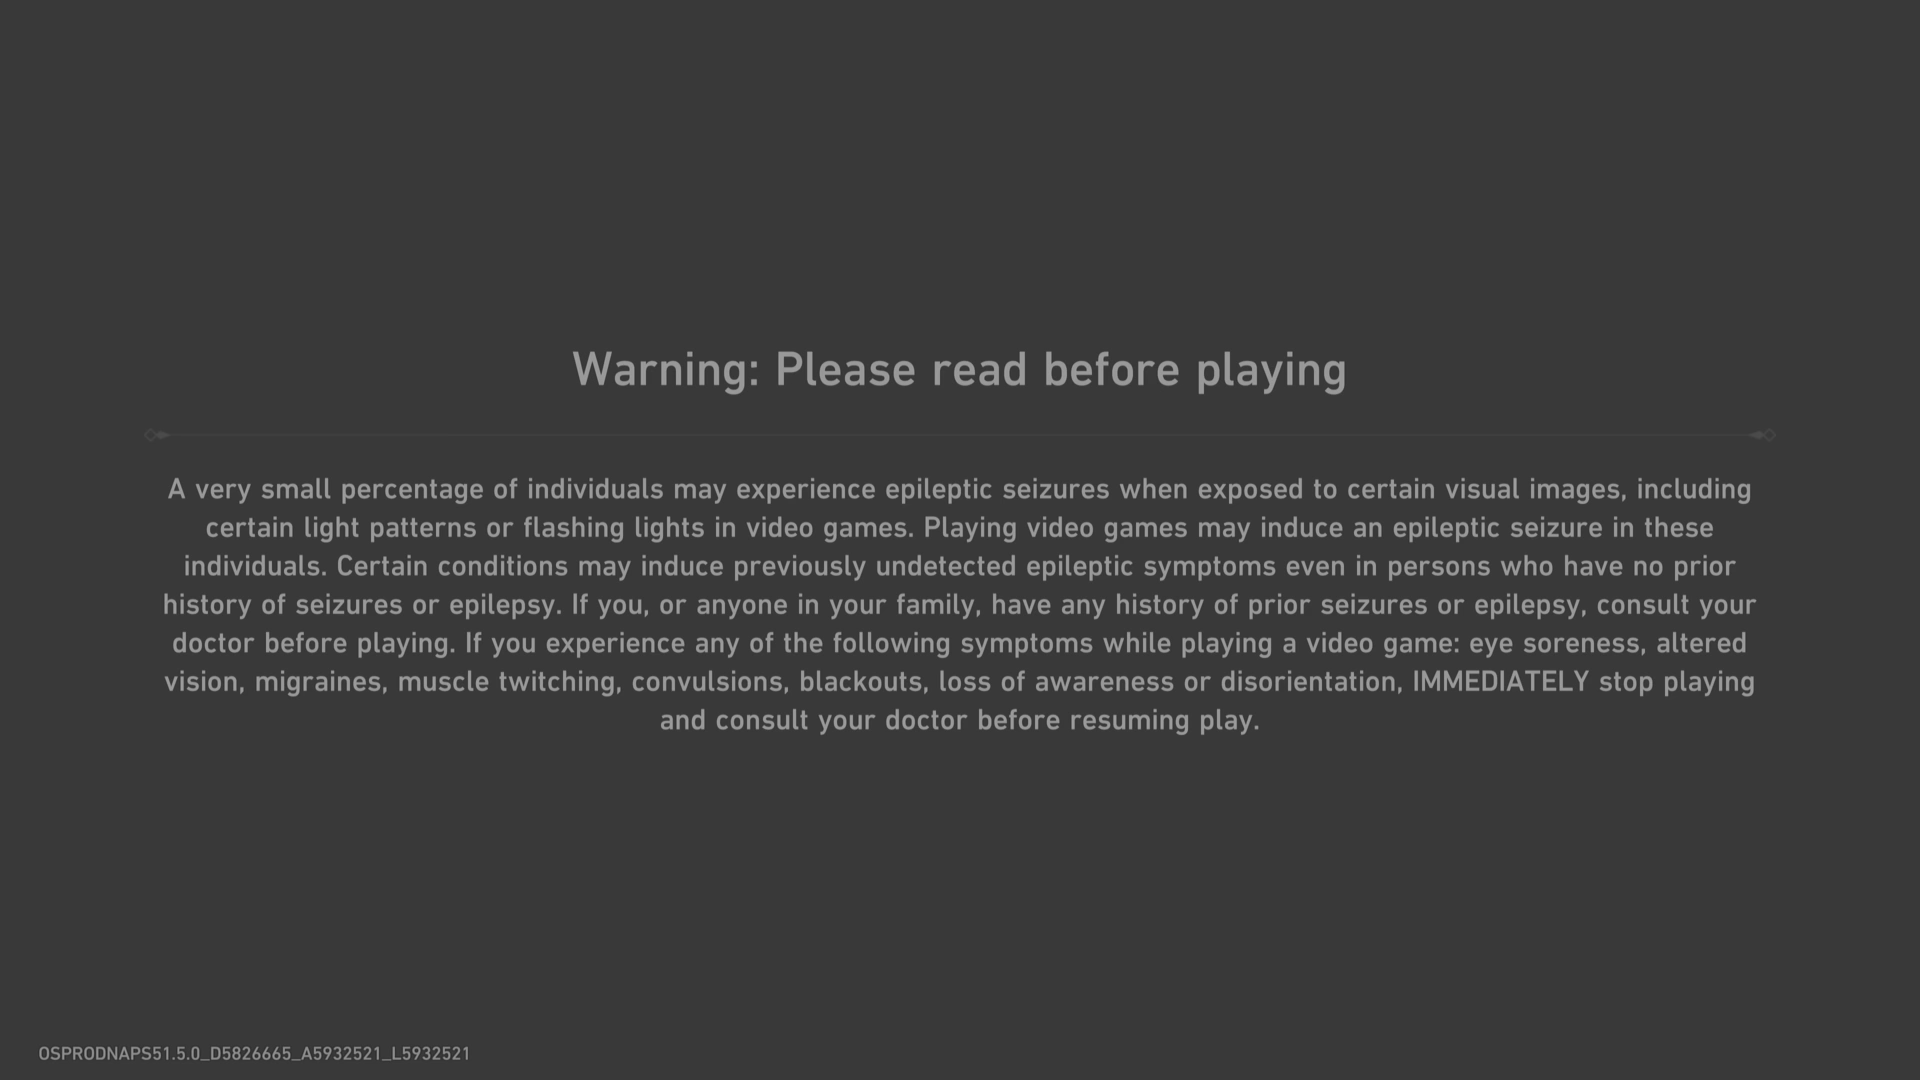 Warning: Please read before playing
A very small percentage of individuals may experience epileptic seizures when exposed to certain visual images, including
certain light patterns or flashing lights in video games. Playing video games may induce an epileptic seizure in these
individuals. Certain conditions may induce previously undetected epileptic symptoms even in persons who have no prior
history of seizures or epilepsy. If you, or anyone in your family, have any history of prior seizures or epilepsy, consult your
doctor before playing. If you experience any of the following symptoms while playing a video game: eye soreness, altered
vision, migraines, muscle twitching, convulsions, blackouts, loss of awareness or disorientation, IMMEDIATELY stop playing
and consult your doctor before resuming play.
OSPRODNAPS51.5.0_D5826665_A5932521_L5932521